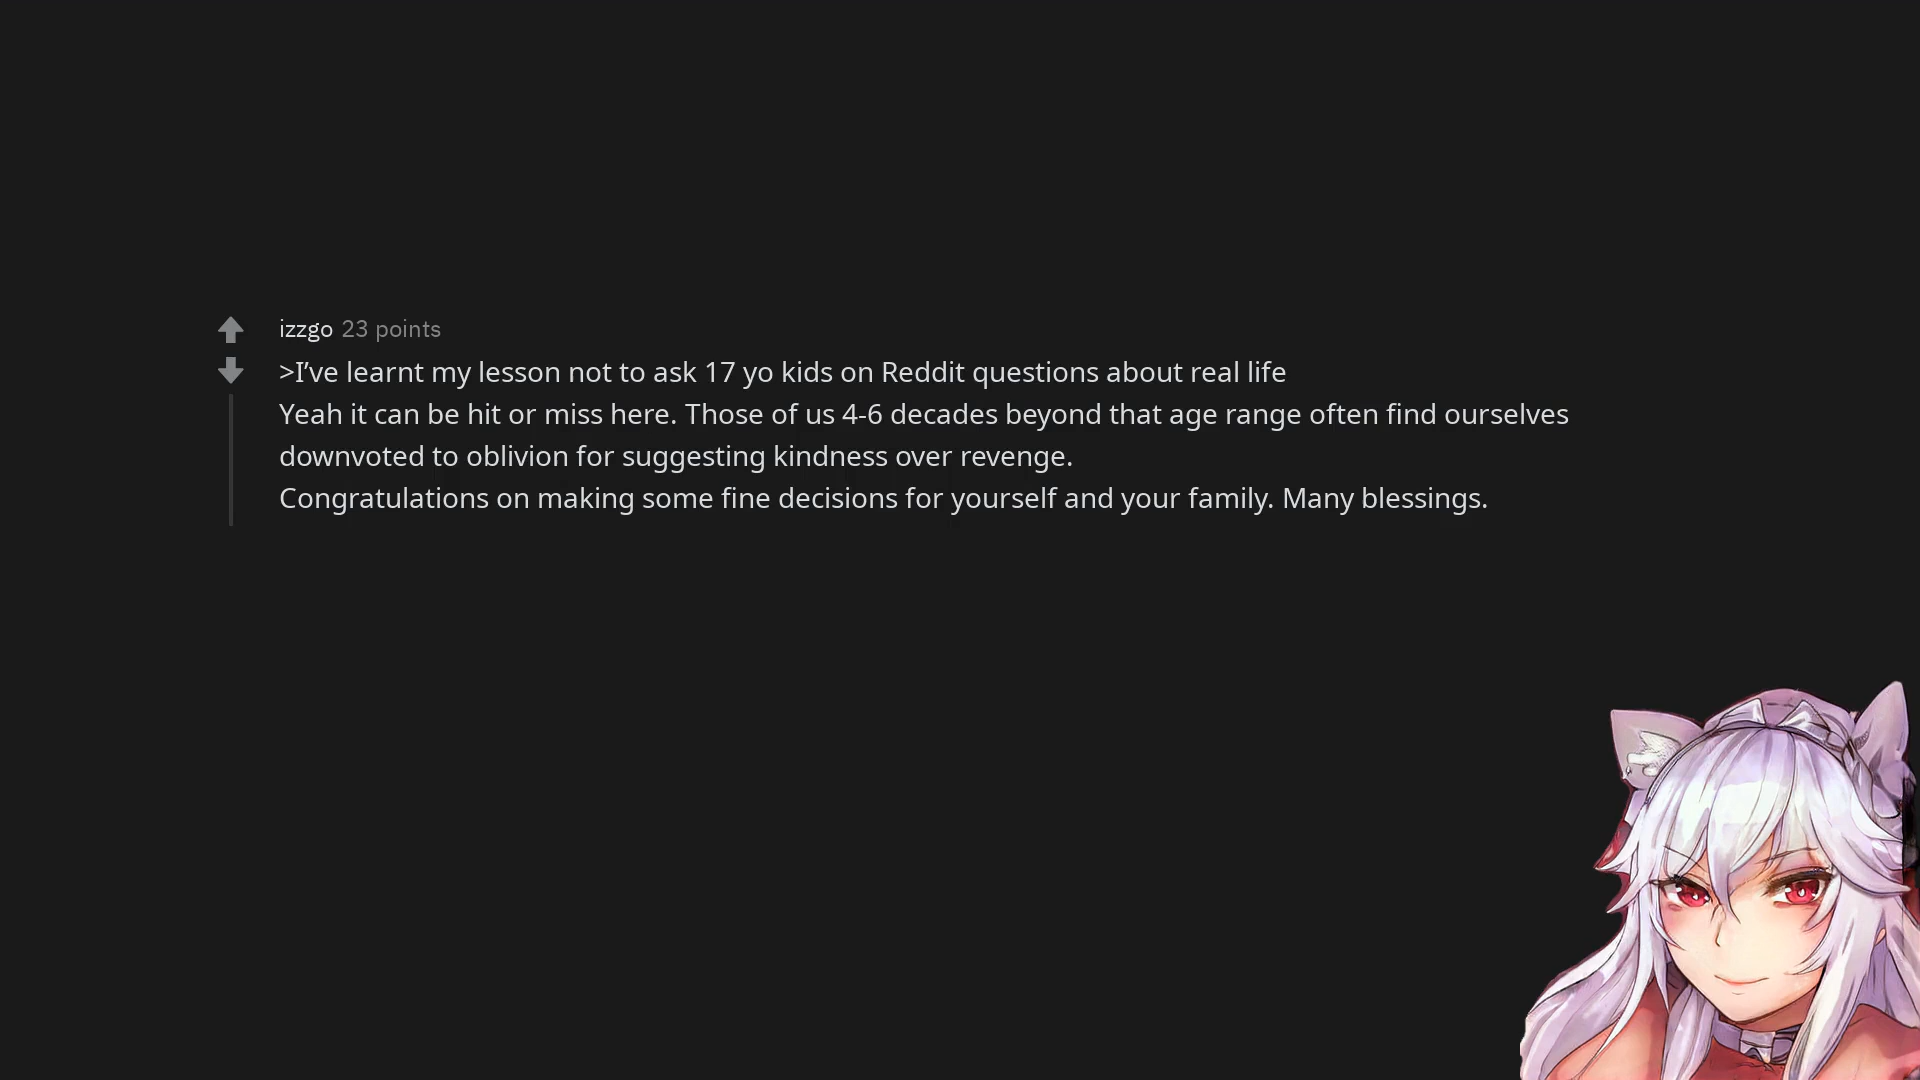 izzgo 23 points
>I’ve learnt my lesson not to ask 17 yo kids on Reddit questions about real life
Yeah it can be hit or miss here. Those of us 4-6 decades beyond that age range often find ourselves
downvoted to oblivion for suggesting kindness over revenge.
Congratulations on making some fine decisions for yourself and your family. Many blessings.